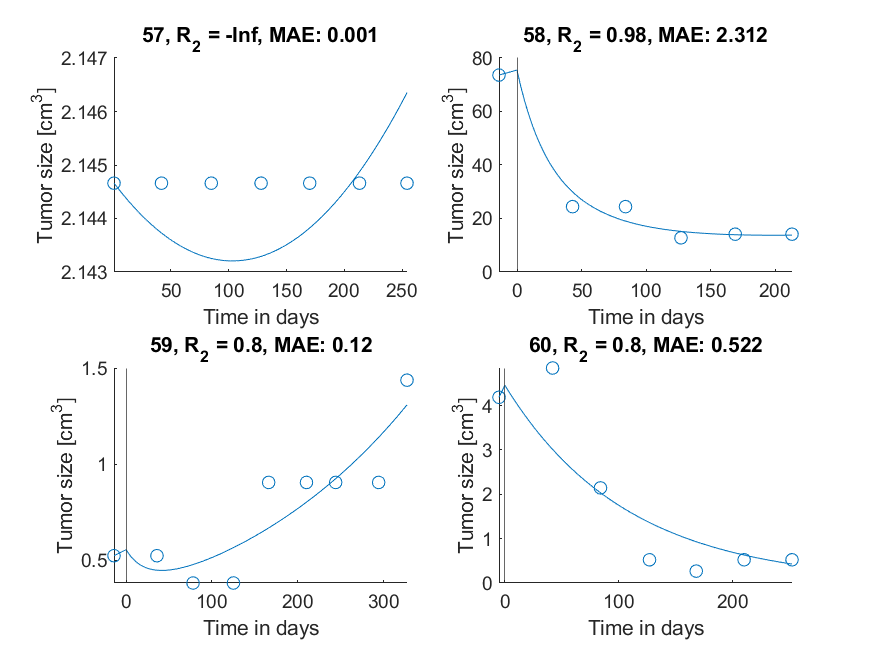 57, R2 = -Inf, MAE: 0.001
2.147
2.146
2.145
2.144
2.143
Tumor size [cm3]
50 100 150 200 250
Time in days
58, R2 = 0.98, MAE: 2.312
80
60
40
20
0
Tumor size [cm3]
0 50 100 150 200
Time in days
59, R2 = 0.8, MAE: 0.12
1.5
1
0.5
Tumor size [cm3]
0 100 200 300
Time in days
60, R2 = 0.8, MAE: 0.522
4
3
2
1
0
Tumor size [cm3]
0 100 200
Time in days